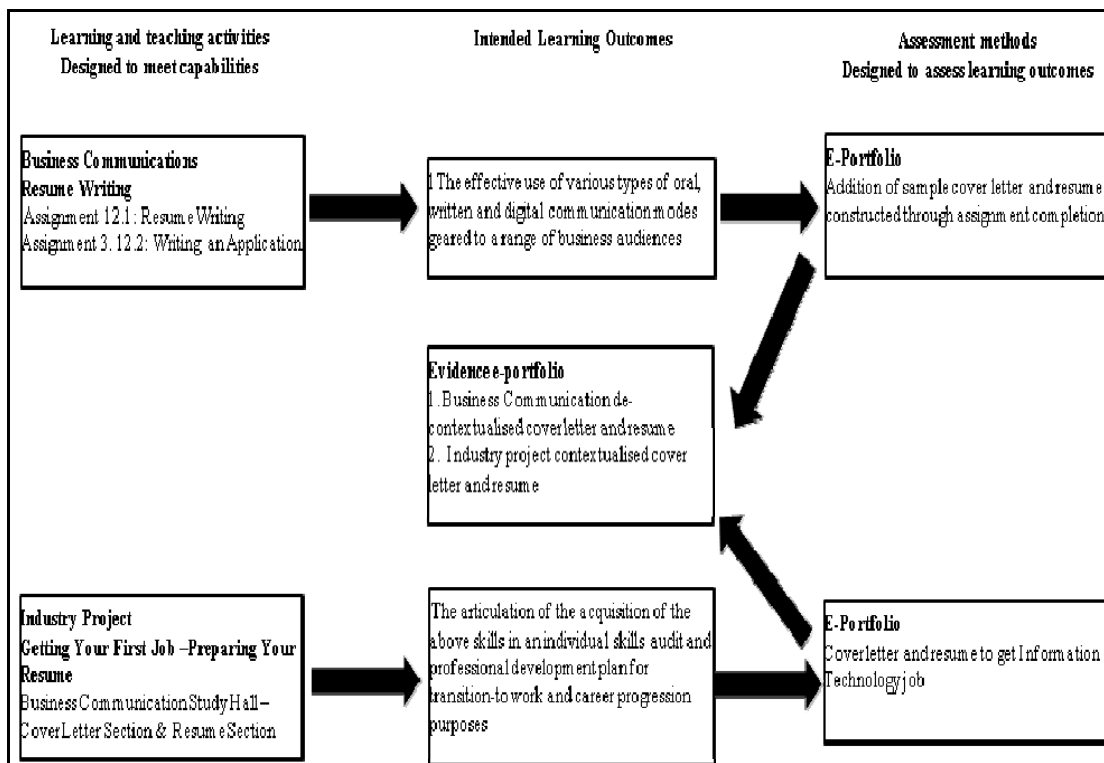 Learning and teaching activities
Designed to meet capabilities
Intended Learning Outcomes
Assessment methods
Designed to assess learning outcomes
Business Communications
Resume Writing
Assignment 12.1: Resume Writing
Assignment 3. 12.2: Writing an Application
1 The effective use of various types of oral,
written and digital communication modes
geared to a range of business audiences
E-Portfolio
Addition of sample cover letter and resume
constructed through assignment completion
Evidence e-portfolio
1. Business Communication de-
contextualised cover letter and resume
2. Industry project contextualised cover
letter and resume
Industry Project
Getting Your First Job –Preparing Your
Resume
Business Communication Study Hall –
Cover Letter Section & Resume Section
The articulation of the acquisition of the
above skills in an individual skills audit and
professional development plan for
transition-to work and career progression
purposes
E-Portfolio
Cover letter and resume to get Information
Technology job